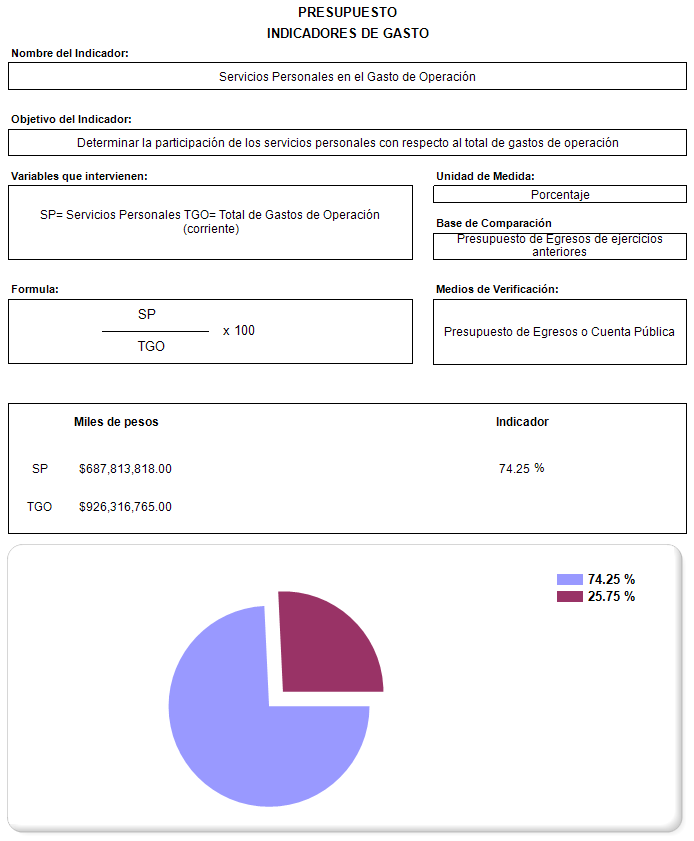 PRESUPUESTO
INDICADORES DE GASTO
Nombre del Indicador:
Servicios Personales en el Gasto de Operación
Objetivo del Indicador:
Determinar la participación de los servicios personales con respecto al total de gastos de operación
Variables que intervienen:
SP= Servicios Personales TGO= Total de Gastos de Operación
(corriente)
Unidad de Medida:
Porcentaje
Base de Comparación
Presupuesto de Egresos de ejercicios
anteriores
Formula:
SP
x 100
TGO
Medios de Verificación:
Presupuesto de Egresos o Cuenta Pública
Miles de pesos Indicador
SP $687,813,818.00 74.25 %
TGO $926,316,765.00
74.25 %
25.75 %